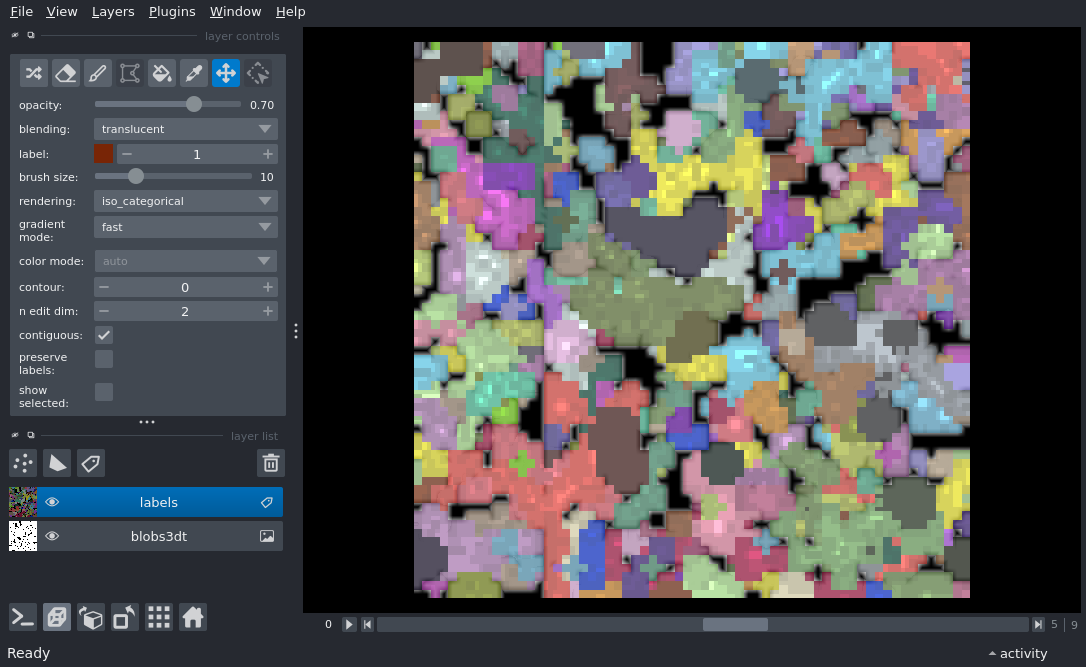 File View Layers Plugins Window Help
layer controls
opacity: 0.70
blending: translucent
label: 1
brush size: 10
rendering: iso_categorical
gradient
mode: fast
color mode: auto
contour: 0
n edit dim: 2
contiguous:
preserve
labels:
show
selected:
layer list
labels
blobs3dt
0 5 | 9
Ready activity